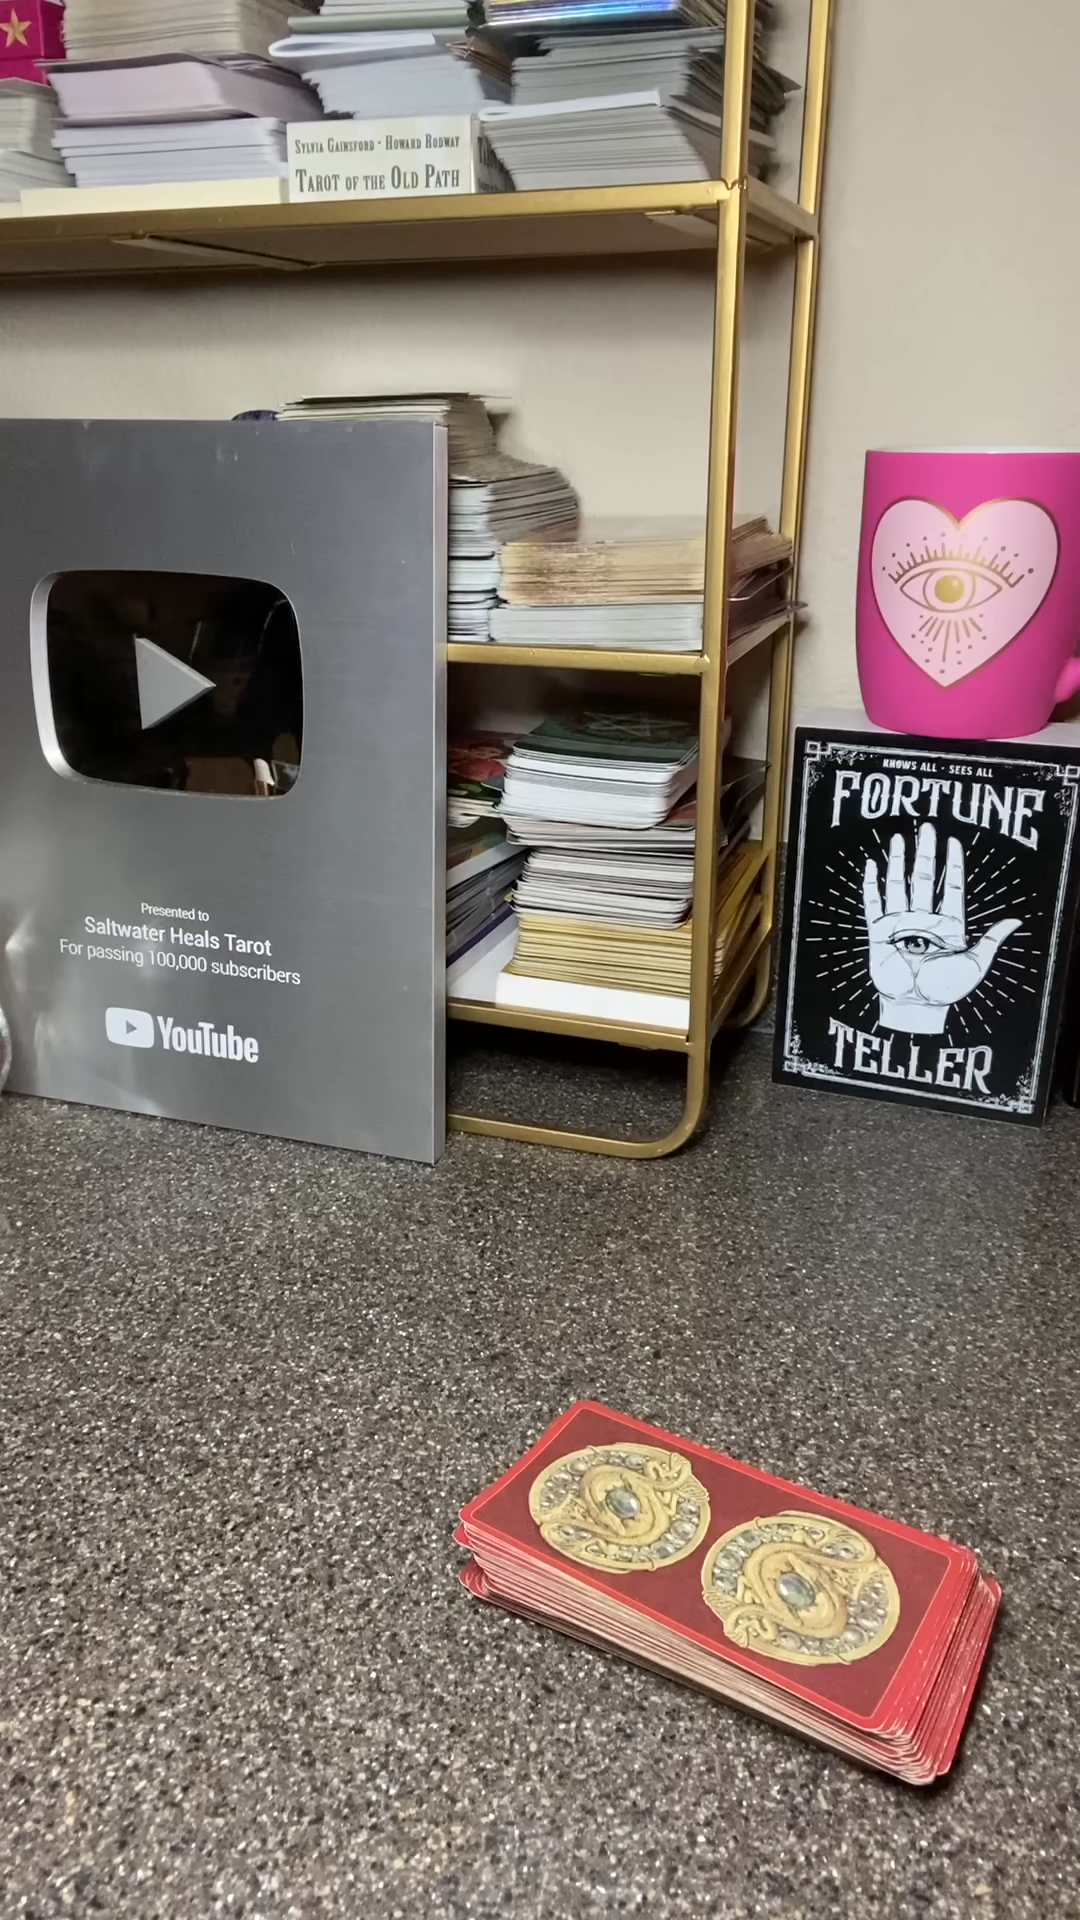 SYLVIA GAINSFORD · HOWARD RODWAY
TAROT OF THE OLD PATH
Presented to
Saltwater Heals Tarot
For passing 100,000 subscribers
YouTube
KNOWS ALL · SEES ALL
FORTUNE
TELLER